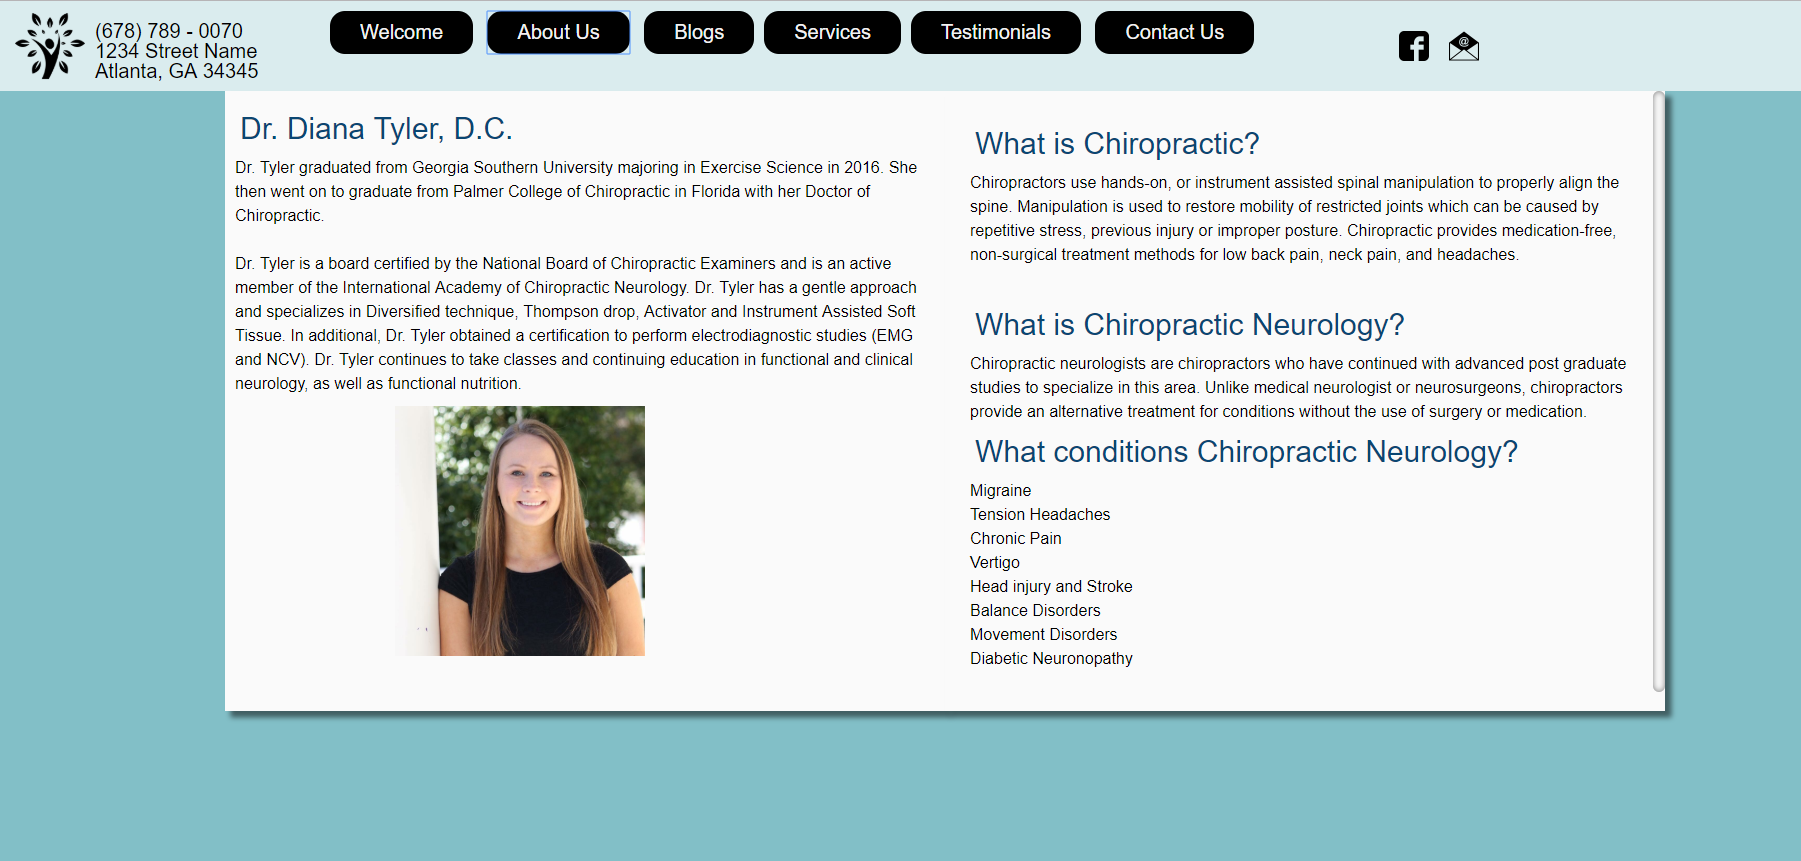 (678) 789 - 0070
1234 Street Name
Atlanta, GA 34345
Welcome
About Us
Blogs
Services
Testimonials
Contact Us
Dr. Diana Tyler, D.C.
Dr. Tyler graduated from Georgia Southern University majoring in Exercise Science in 2016. She
then went on to graduate from Palmer College of Chiropractic in Florida with her Doctor of
Chiropractic.
Dr. Tyler is a board certified by the National Board of Chiropractic Examiners and is an active
member of the International Academy of Chiropractic Neurology. Dr. Tyler has a gentle approach
and specializes in Diversified technique, Thompson drop, Activator and Instrument Assisted Soft
Tissue. In additional, Dr. Tyler obtained a certification to perform electrodiagnostic studies (EMG
and NCV). Dr. Tyler continues to take classes and continuing education in functional and clinical
neurology, as well as functional nutrition.
What is Chiropractic?
Chiropractors use hands-on, or instrument assisted spinal manipulation to properly align the
spine. Manipulation is used to restore mobility of restricted joints which can be caused by
repetitive stress, previous injury or improper posture. Chiropractic provides medication-free,
non-surgical treatment methods for low back pain, neck pain, and headaches.
What is Chiropractic Neurology?
Chiropractic neurologists are chiropractors who have continued with advanced post graduate
studies to specialize in this area. Unlike medical neurologist or neurosurgeons, chiropractors
provide an alternative treatment for conditions without the use of surgery or medication.
What conditions Chiropractic Neurology?
Migraine
Tension Headaches
Chronic Pain
Vertigo
Head injury and Stroke
Balance Disorders
Movement Disorders
Diabetic Neuronopathy